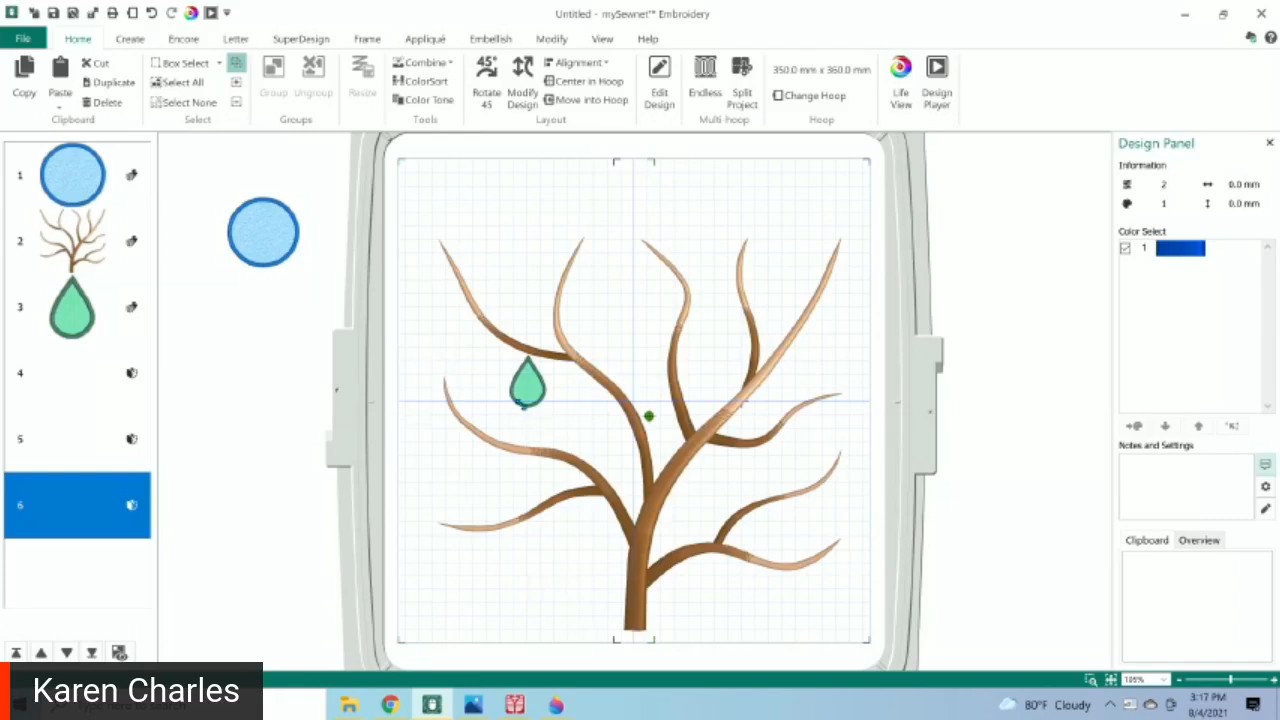 Untitled - mySewnet™ Embroidery
File Home Create Encore Letter SuperDesign Frame Appliqué Embellish Modify View Help
Copy Paste Cut Duplicate Delete Clipboard
Box Select Select All Select None Select
Group Ungroup Groups
Resize Combine ColorSort Color Tone Tools
Rotate 45 Modify Design Alignment Center in Hoop Move into Hoop Layout
Edit Design
Endless Split Project Multi-hoop
350.0 mm x 360.0 mm
Change Hoop
Hoop
Life View Design Player
1
2
3
4
5
6
Design Panel
Information
2 0.0 mm
1 0.0 mm
Color Select
1
Notes and Settings
Clipboard Overview
Karen Charles
80°F Cloudy
3:17 PM
8/4/2021